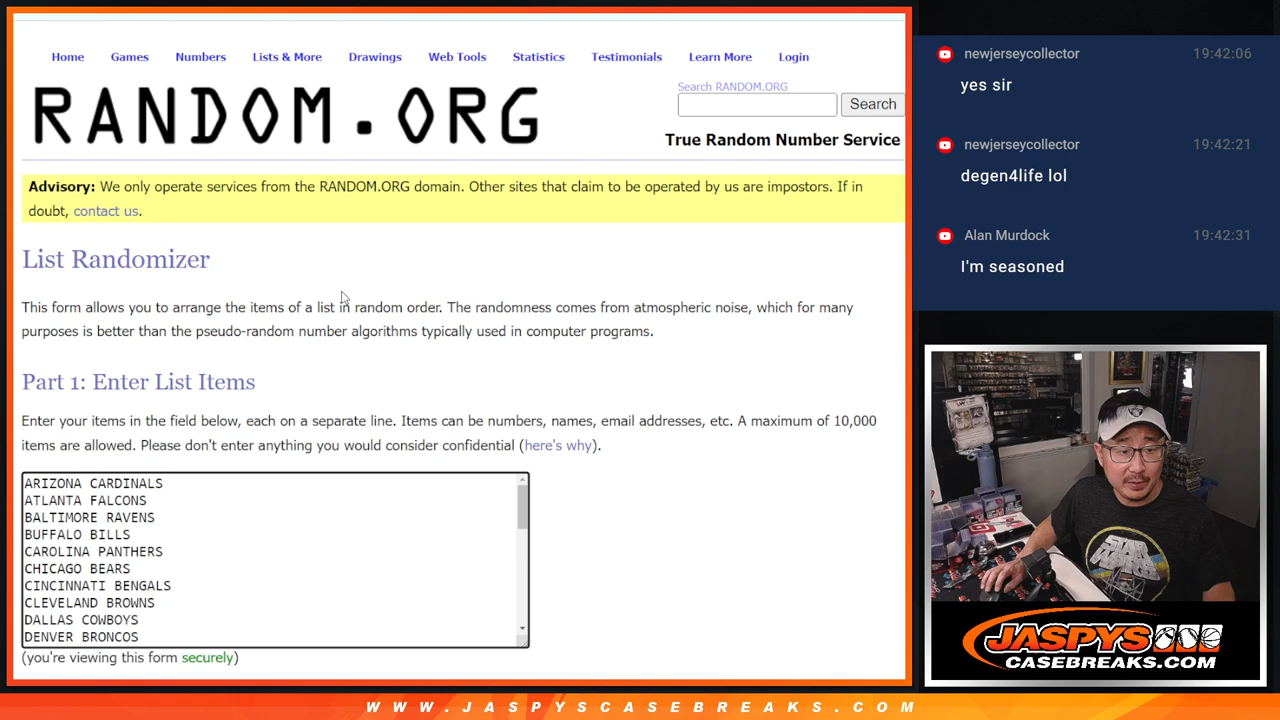 Home Games Numbers Lists & More Drawings Web Tools Statistics Testimonials Learn More Login
RANDOM.ORG
Search RANDOM.ORG
Search
True Random Number Service
Advisory: We only operate services from the RANDOM.ORG domain. Other sites that claim to be operated by us are impostors. If in
doubt, contact us.
List Randomizer
This form allows you to arrange the items of a list in random order. The randomness comes from atmospheric noise, which for many
purposes is better than the pseudo-random number algorithms typically used in computer programs.
Part 1: Enter List Items
Enter your items in the field below, each on a separate line. Items can be numbers, names, email addresses, etc. A maximum of 10,000
items are allowed. Please don't enter anything you would consider confidential (here's why).
ARIZONA CARDINALS
ATLANTA FALCONS
BALTIMORE RAVENS
BUFFALO BILLS
CAROLINA PANTHERS
CHICAGO BEARS
CINCINNATI BENGALS
CLEVELAND BROWNS
DALLAS COWBOYS
DENVER BRONCOS
(you're viewing this form securely)
newjerseycollector 19:42:06
yes sir
newjerseycollector 19:42:21
degen4life lol
Alan Murdock 19:42:31
I'm seasoned
STAR
WARS
JASPYS
CASEBREAKS.COM
WWW.JASPYSCASEBREAKS.COM